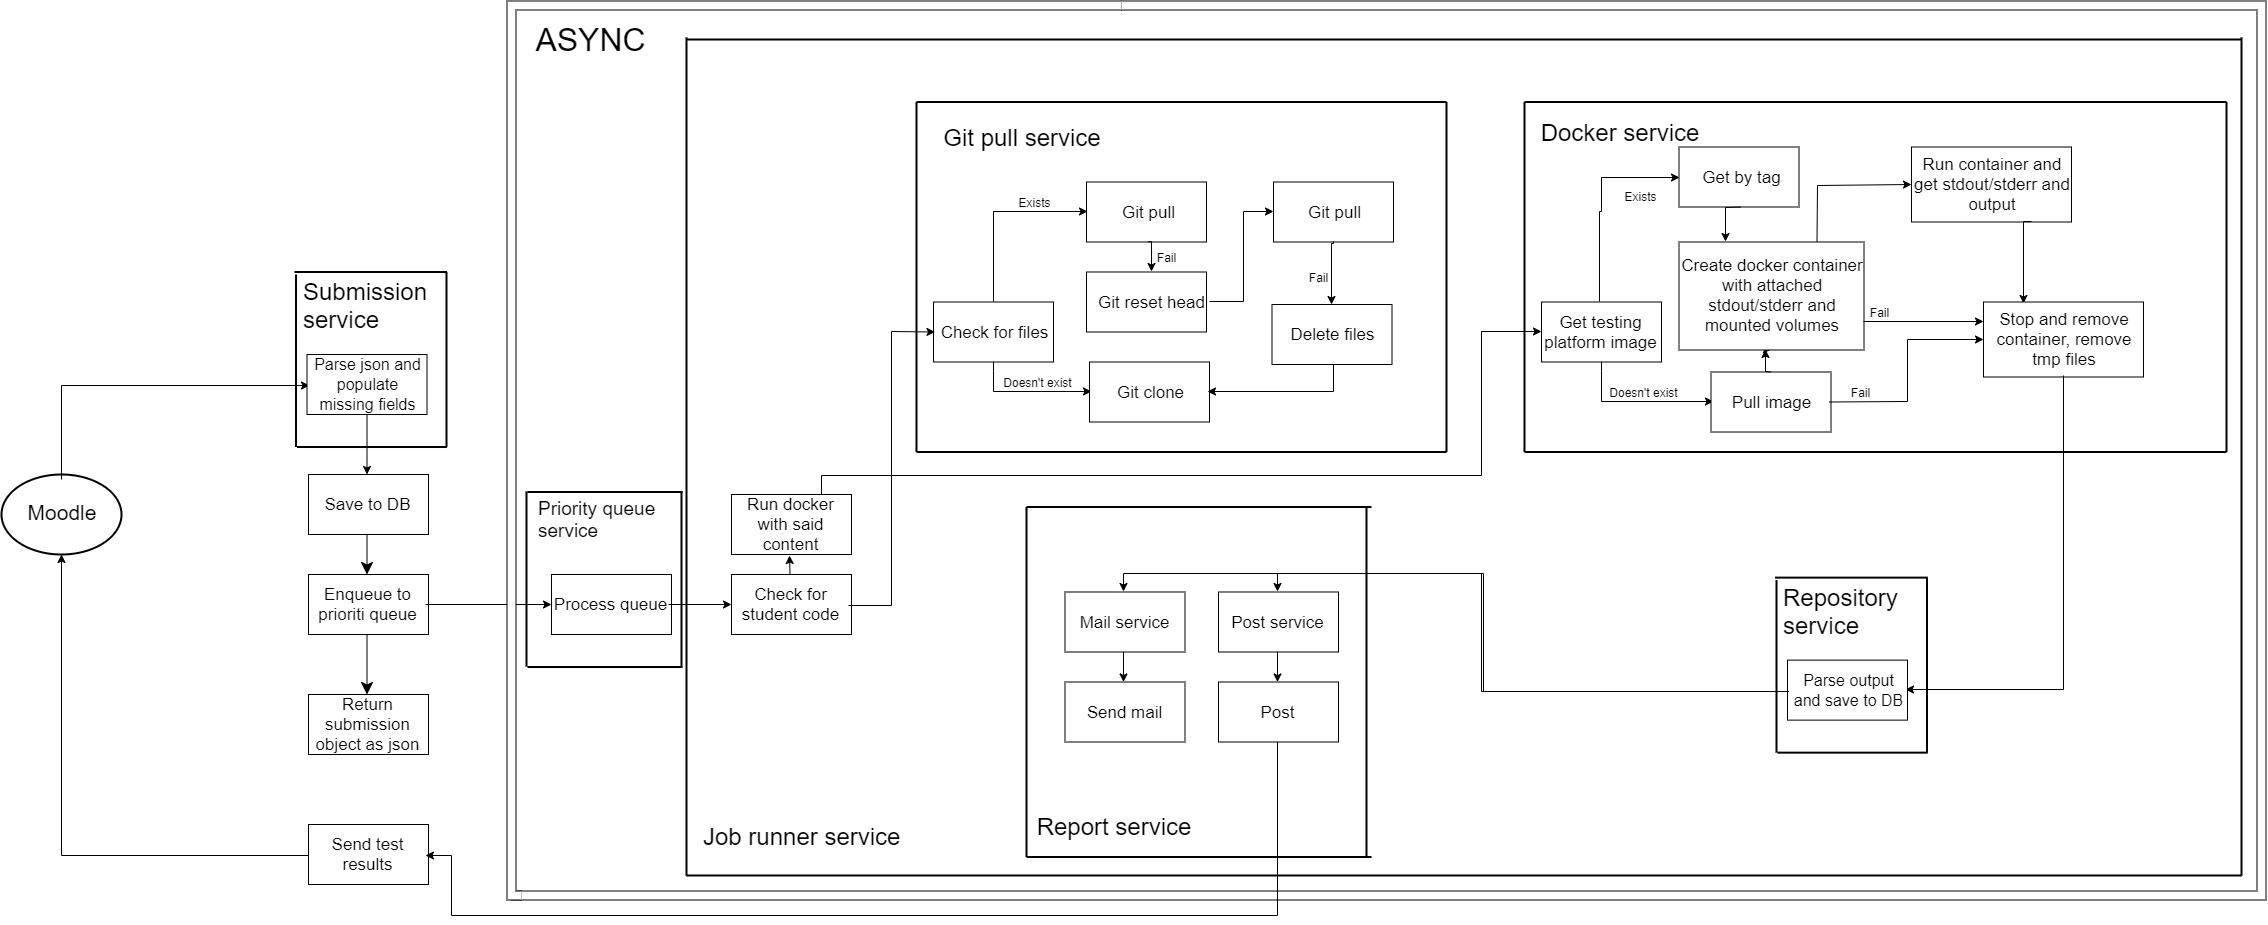 ASYNC
Git pull service
Docker service
Get by tag
Run container and
get stdout/stderr and
output
Exists
Exists
Git pull
Git pull
Fail
Fail
Create docker container
with attached
stdout/stderr and
mounted volumes
Git reset head
Check for files
Delete files
Get testing
platform image
Fail
Stop and remove
container, remove
tmp files
Doesn't exist
Git clone
Doesn't exist
Pull image
Fail
Submission
service
Parse json and
populate
missing fields
Moodle
Save to DB
Enqueue to
prioriti queue
Return
submission
object as json
Send test
results
Priority queue
service
Process queue
Run docker
with said
content
Check for
student code
Mail service
Post service
Send mail
Post
Report service
Job runner service
Repository
service
Parse output
and save to DB